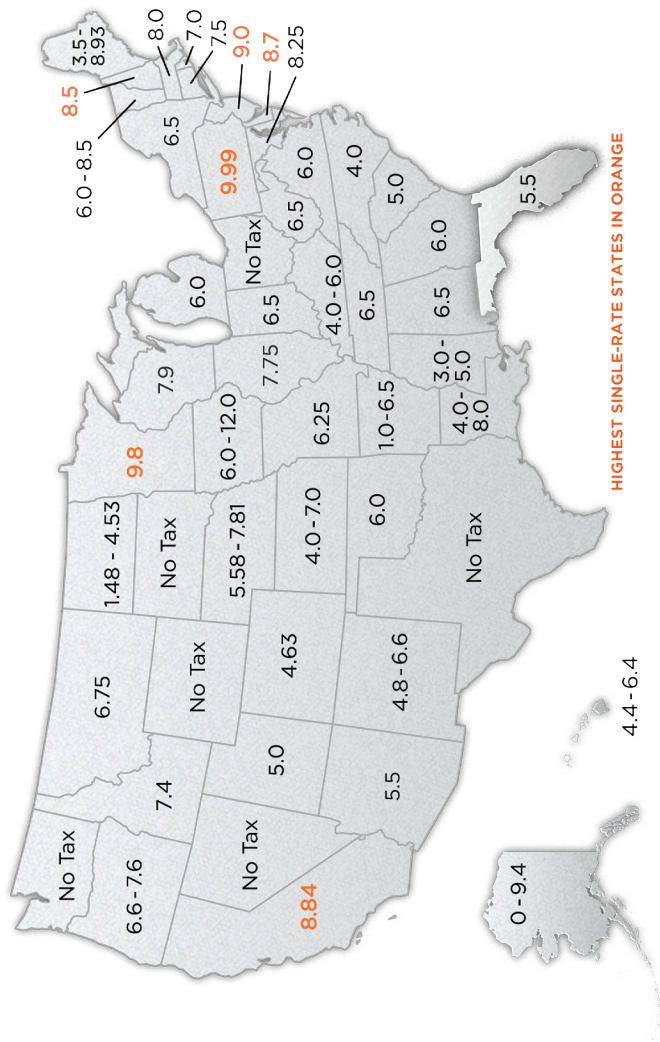 No Tax
6.6 - 7.6
8.84
No Tax
7.4
6.75
No Tax
5.0
5.5
4.63
4.8 - 6.6
1.48 - 4.53
No Tax
5.58 - 7.81
4.0 - 7.0
6.0
No Tax
9.8
6.0 - 12.0
6.25
1.0 - 6.5
4.0 -
8.0
7.9
7.75
3.0 -
5.0
6.0
6.5
No Tax
4.0 - 6.0
6.5
6.5
6.0
5.5
5.0
4.0
6.0
6.5
9.99
6.5
6.0 - 8.5
8.5
3.5 -
8.93
8.0
7.0
7.5
9.0
8.7
8.25
0 - 9.4
4.4 - 6.4
HIGHEST SINGLE-RATE STATES IN ORANGE